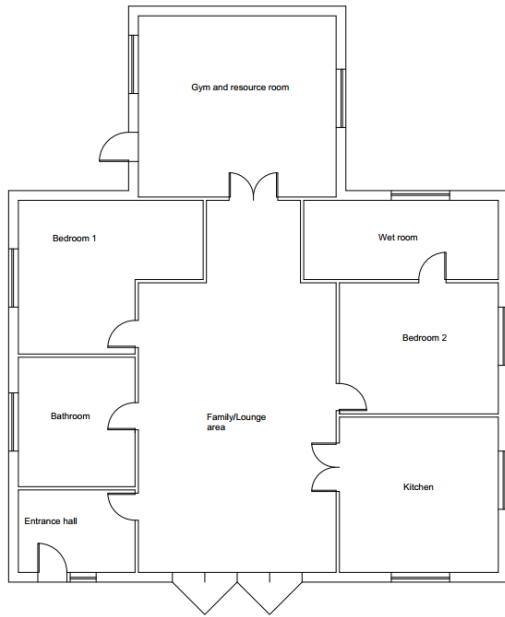 Gym and resource room
Bedroom 1
Wet room
Bedroom 2
Bathroom
Family/Lounge
area
Kitchen
Entrance hall